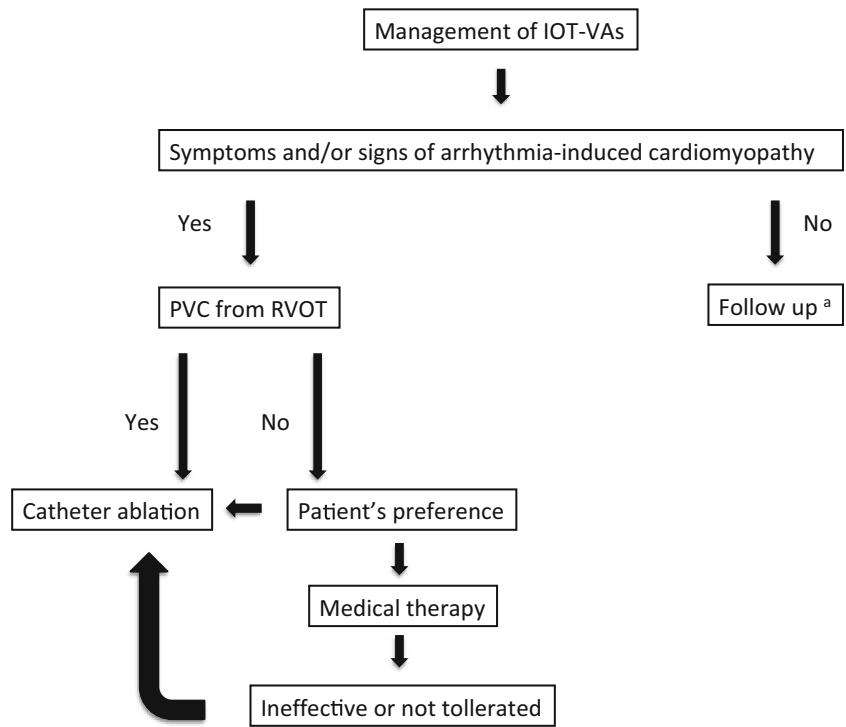 Management of IOT-VAs
Symptoms and/or signs of arrhythmia-induced cardiomyopathy
Yes
No
PVC from RVOT
Follow up a
Yes
No
Catheter ablation
Patient’s preference
Medical therapy
Ineffective or not tollerated